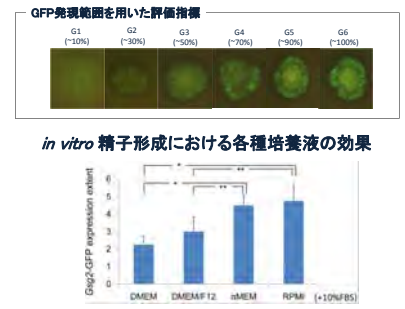 GFP発現範囲を用いた評価指標
G1 G2 G3 G4 G5 G6
(~10%) (~30%) (~50%) (~70%) (~90%) (~100%)
in vitro 精子形成における各種培養液の効果
* **
* **
Gsg2-GFP expression extent
6
5
4
3
2
1
0
DMEM DMEM/F12 αMEM RPMI (+10%FBS)